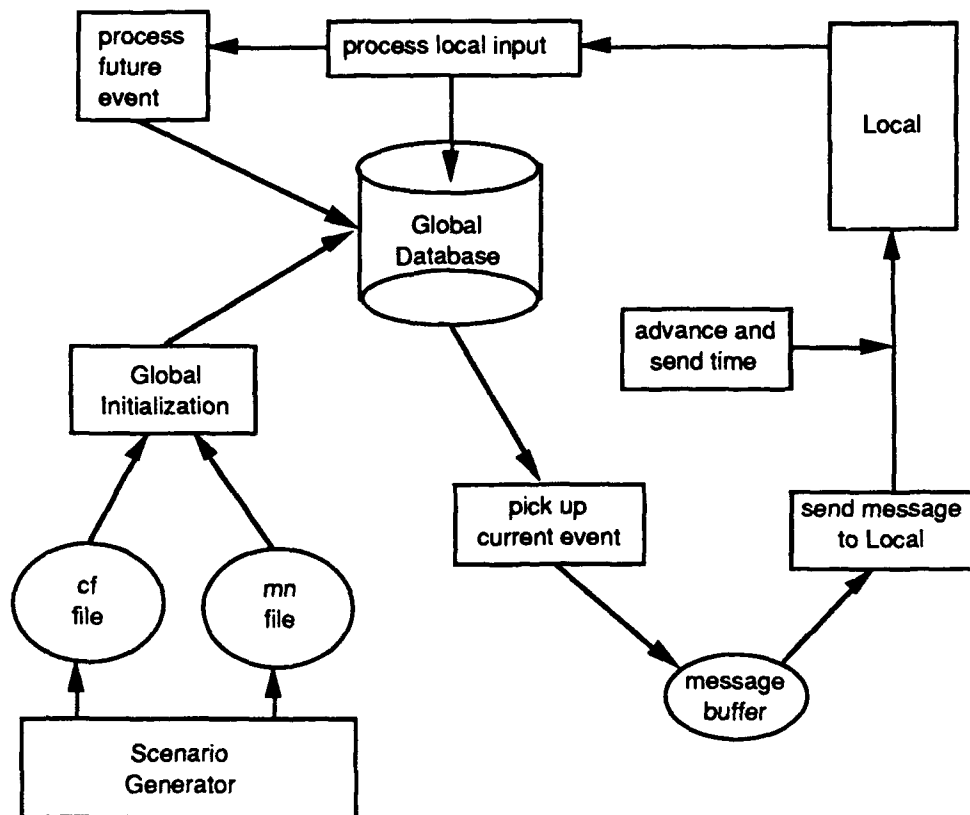 process
future
event
process local input
Local
Global
Database
advance and
send time
Global
Initialization
pick up
current event
send message
to Local
cf
file
mn
file
message
buffer
Scenario
Generator